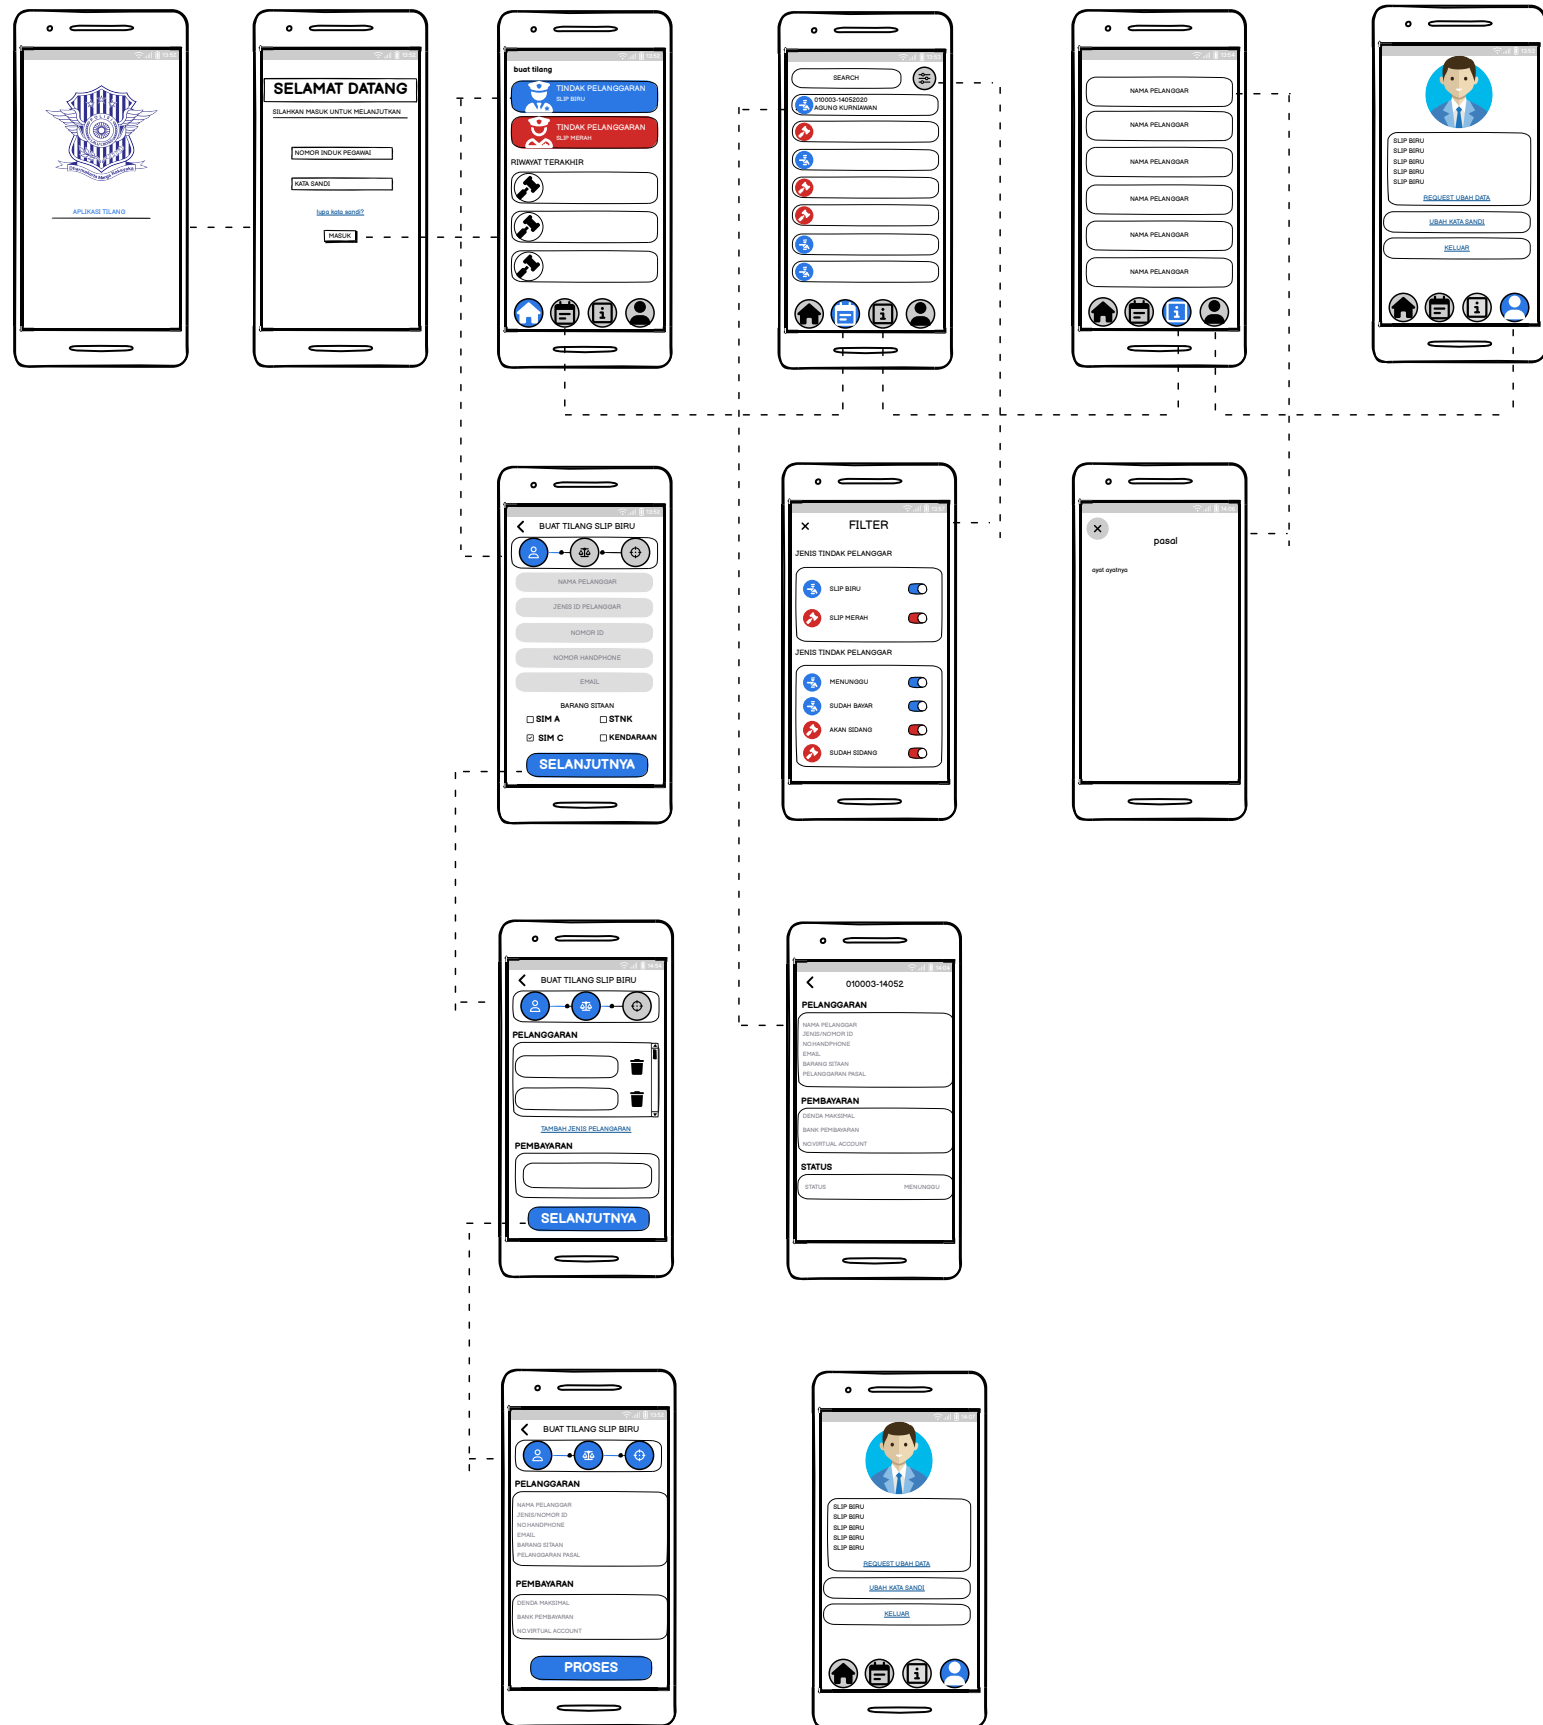 APLIKASI TILANG
SELAMAT DATANG
SILAHKAN MASUK UNTUK MELANJUTKAN
NOMOR INDUK PEGAWAI
KATA SANDI
lupa kata sandi?
MASUK
buat tilang
TINDAK PELANGGARAN
SLIP BIRU
TINDAK PELANGGARAN
SLIP MERAH
RIWAYAT TERAKHIR
SEARCH
010003-14052020
AGUNG KURNIAWAN
NAMA PELANGGAR
NAMA PELANGGAR
NAMA PELANGGAR
NAMA PELANGGAR
NAMA PELANGGAR
NAMA PELANGGAR
SLIP BIRU
SLIP BIRU
SLIP BIRU
SLIP BIRU
SLIP BIRU
REQUEST UBAH DATA
UBAH KATA SANDI
KELUAR
BUAT TILANG SLIP BIRU
NAMA PELANGGAR
JENIS ID PELANGGAR
NOMOR ID
NOMOR HANDPHONE
EMAIL
BARANG SITAAN
SIM A STNK
SIM C KENDARAAN
SELANJUTNYA
FILTER
JENIS TINDAK PELANGGAR
SLIP BIRU
SLIP MERAH
JENIS TINDAK PELANGGAR
MENUNGGU
SUDAH BAYAR
AKAN SIDANG
SUDAH SIDANG
pasal
ayat ayatnya
BUAT TILANG SLIP BIRU
PELANGGARAN
TAMBAH JENIS PELANGARAN
PEMBAYARAN
SELANJUTNYA
010003-14052
PELANGGARAN
NAMA PELANGGAR
JENIS/NOMOR ID
NO.HANDPHONE
EMAIL
BARANG SITAAN
PELANGGARAN PASAL
PEMBAYARAN
DENDA MAKSIMAL
BANK PEMBAYARAN
NO.VIRTUAL ACCOUNT
STATUS
STATUS MENUNGGU
BUAT TILANG SLIP BIRU
PELANGGARAN
NAMA PELANGGAR
JENIS/NOMOR ID
NO.HANDPHONE
EMAIL
BARANG SITAAN
PELANGGARAN PASAL
PEMBAYARAN
DENDA MAKSIMAL
BANK PEMBAYARAN
NO.VIRTUAL ACCOUNT
PROSES
SLIP BIRU
SLIP BIRU
SLIP BIRU
SLIP BIRU
SLIP BIRU
REQUEST UBAH DATA
UBAH KATA SANDI
KELUAR